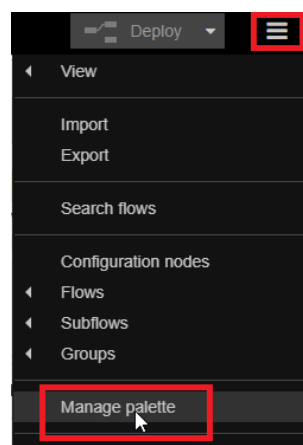 Deploy
View
Import
Export
Search flows
Configuration nodes
Flows
Subflows
Groups
Manage palette